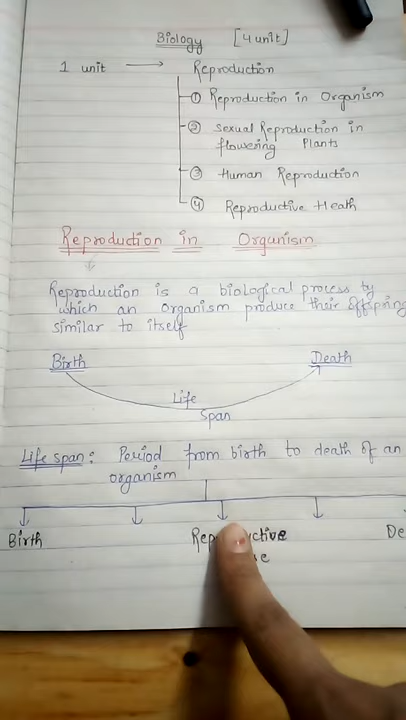 Biology [4 unit]
1 unit → Reproduction
① Reproduction in Organism
② Sexual Reproduction in
flowering Plants
③ Human Reproduction
④ Reproductive Heath
Reproduction in Organism
Reproduction is a biological process by
which an organism produce their offspring
similar to itself
Birth Death
Life
Span
Life span: Period from birth to death of an
organism
Birth De